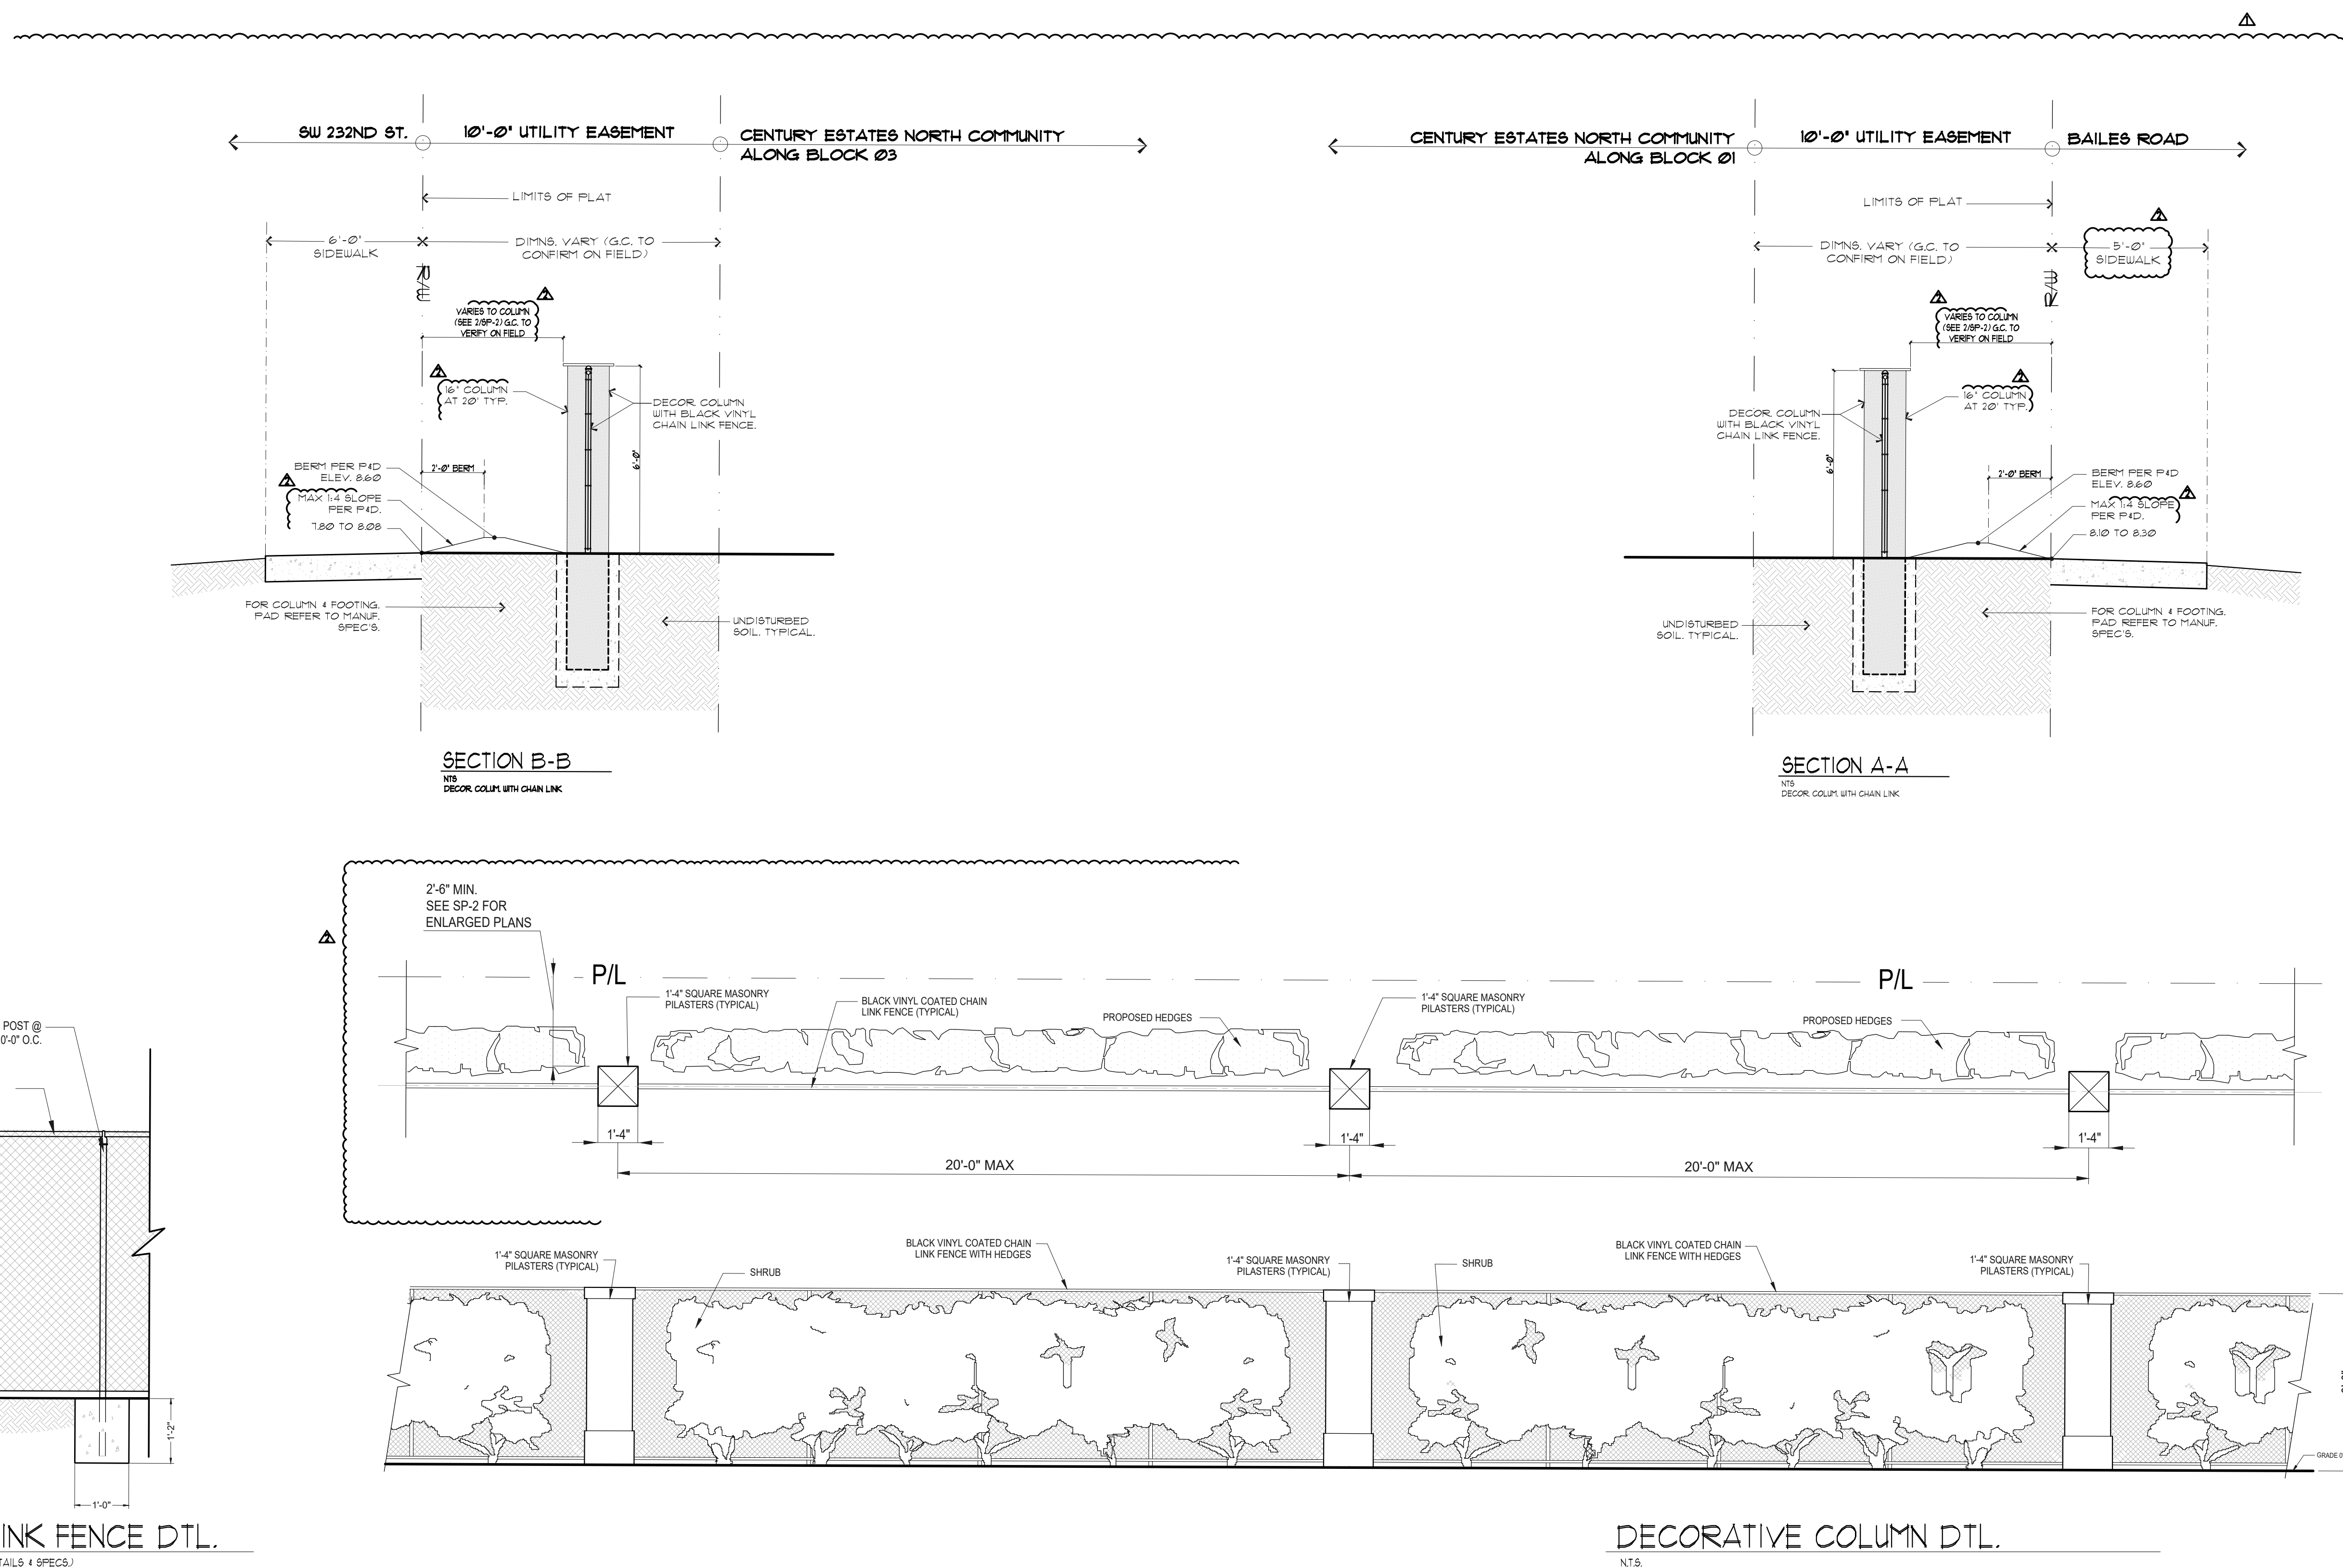 1
SW 232ND ST.
10'-0" UTILITY EASEMENT
CENTURY ESTATES NORTH COMMUNITY
ALONG BLOCK 03
LIMITS OF PLAT
6'-0"
SIDEWALK
DIMNS. VARY (G.C. TO
CONFIRM ON FIELD)
R/W
2
VARIES TO COLUMN
(SEE 2/SP-2) G.C. TO
VERIFY ON FIELD
2
16" COLUMN
AT 20' TYP.
DECOR. COLUMN
WITH BLACK VINYL
CHAIN LINK FENCE.
6'-0"
BERM PER P&D
ELEV. 8.60
2'-0" BERM
2
MAX 1:4 SLOPE
PER P&D.
7.80 TO 8.08
FOR COLUMN & FOOTING.
PAD REFER TO MANUF.
SPEC'S.
UNDISTURBED
SOIL. TYPICAL.
SECTION B-B
NTS
DECOR. COLUM. WITH CHAIN LINK
CENTURY ESTATES NORTH COMMUNITY
ALONG BLOCK 01
10'-0" UTILITY EASEMENT
BAILES ROAD
LIMITS OF PLAT
2
DIMNS. VARY (G.C. TO
CONFIRM ON FIELD)
5'-0"
SIDEWALK
R/W
2
VARIES TO COLUMN
(SEE 2/SP-2) G.C. TO
VERIFY ON FIELD
2
16" COLUMN
AT 20' TYP.
DECOR. COLUMN
WITH BLACK VINYL
CHAIN LINK FENCE.
6'-0"
2'-0" BERM
BERM PER P&D
ELEV. 8.60
2
MAX 1:4 SLOPE
PER P&D.
8.10 TO 8.30
UNDISTURBED
SOIL. TYPICAL.
FOR COLUMN & FOOTING.
PAD REFER TO MANUF.
SPEC'S.
SECTION A-A
NTS
DECOR. COLUM. WITH CHAIN LINK
2'-6" MIN.
SEE SP-2 FOR
ENLARGED PLANS
2
P/L
P/L
1'-4" SQUARE MASONRY
PILASTERS (TYPICAL)
BLACK VINYL COATED CHAIN
LINK FENCE (TYPICAL)
PROPOSED HEDGES
1'-4" SQUARE MASONRY
PILASTERS (TYPICAL)
PROPOSED HEDGES
1'-4"
1'-4"
1'-4"
20'-0" MAX
20'-0" MAX
1'-4" SQUARE MASONRY
PILASTERS (TYPICAL)
SHRUB
BLACK VINYL COATED CHAIN
LINK FENCE WITH HEDGES
1'-4" SQUARE MASONRY
PILASTERS (TYPICAL)
SHRUB
BLACK VINYL COATED CHAIN
LINK FENCE WITH HEDGES
1'-4" SQUARE MASONRY
PILASTERS (TYPICAL)
GRADE
DECORATIVE COLUMN DTL.
N.T.S.
POST @
0'-0" O.C.
1'-2"
1'-0"
INK FENCE DTL.
TAILS & SPECS.)